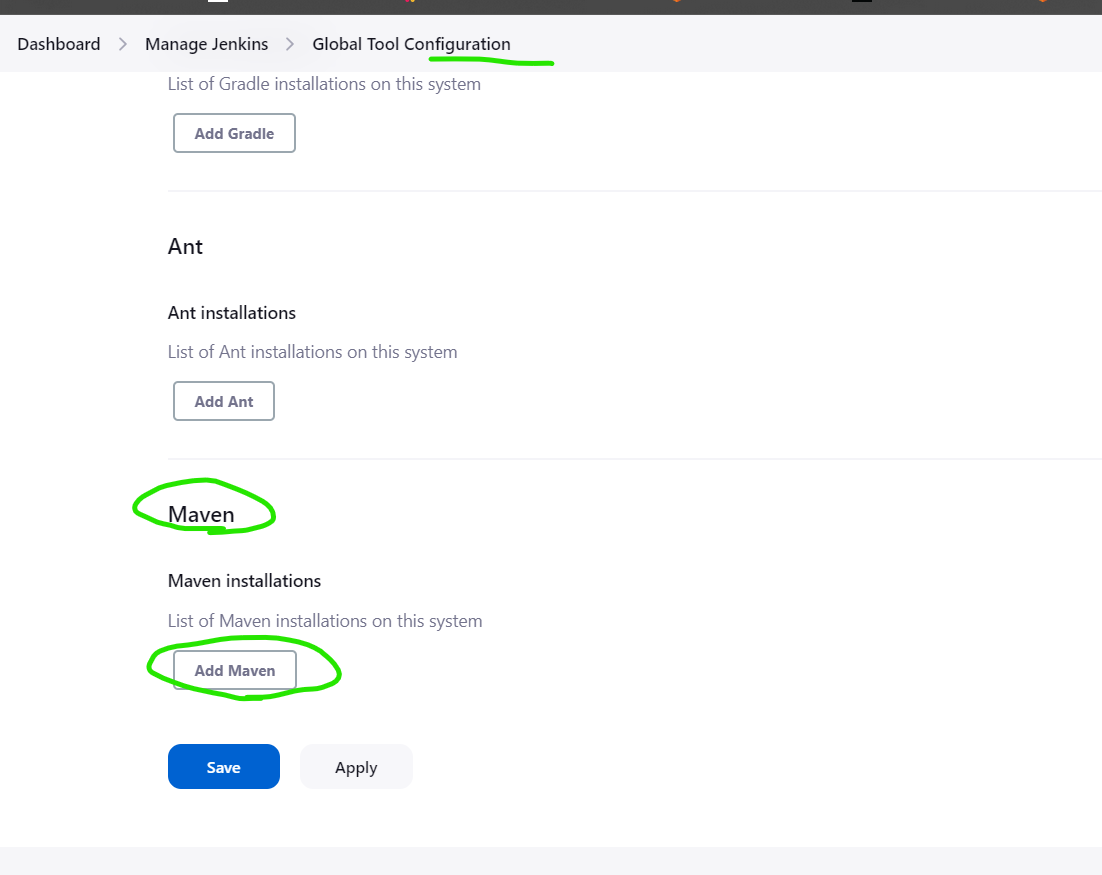 Dashboard > Manage Jenkins > Global Tool Configuration
List of Gradle installations on this system
Add Gradle
Ant
Ant installations
List of Ant installations on this system
Add Ant
Maven
Maven installations
List of Maven installations on this system
Add Maven
Save Apply